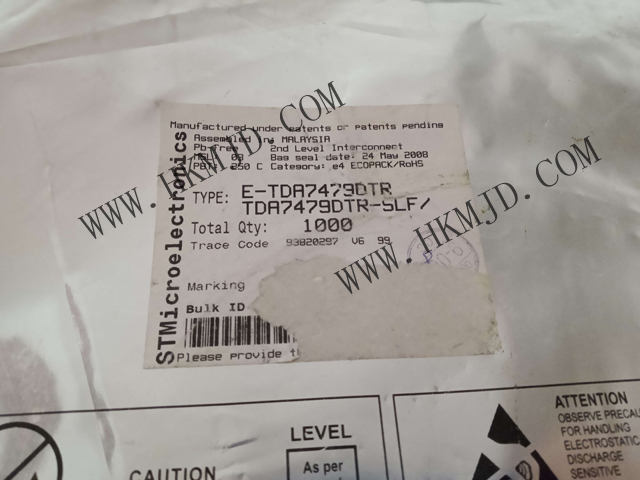 WWW.HKMJD.COM
WWW.HKMJD.COM
Manufactured under patents or patents pending
Assembled in: MALAYSIA
Pb-free 2nd Level Interconnect
MSL: 03 Bag seal date: 24 May 2008
PBT: 250 C Category: e4 ECOPACK/RoHS
TYPE: E-TDA7479DTR
TDA7479DTR-SLF/
Total Qty: 1000
Trace Code 93820297 V6 99
Marking
Bulk ID
Please provide
STMicroelectronics
CAUTION
LEVEL
As per
ATTENTION
OBSERVE PRECAU
FOR HANDLING
ELECTROSTATIC
DISCHARGE
SENSITIVE